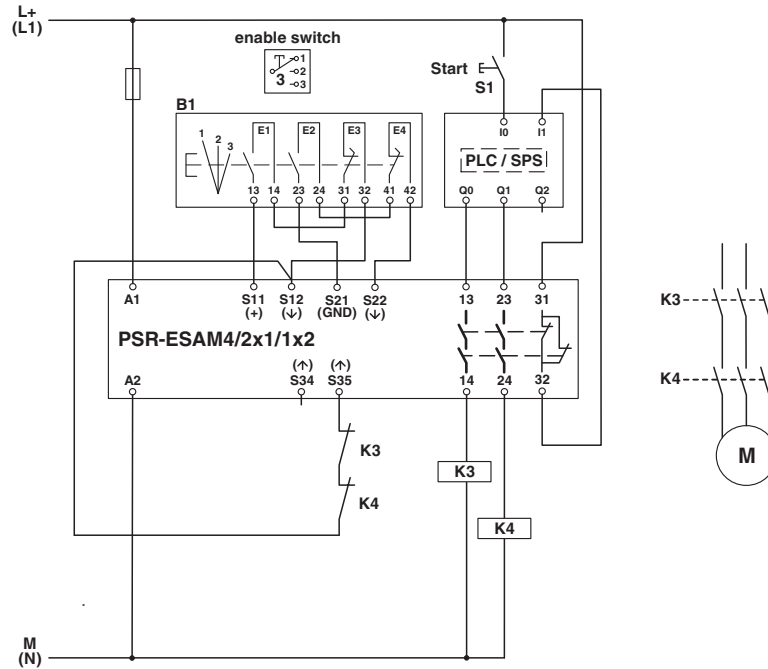 L+
(L1)
enable switch
1
2
3
3
Start
S1
B1
E1 E2 E3 E4
1 2 3
I0 I1
PLC / SPS
13 14 23 24 31 32 41 42
Q0 Q1 Q2
A1
S11 S12 S21 S22
(+) (↓) (GND) (↓)
13 23 31
PSR-ESAM4/2x1/1x2
(↑) (↑)
S34 S35
A2
14 24 32
K3
K4
K3
K4
K3
K4
M
M
(N)